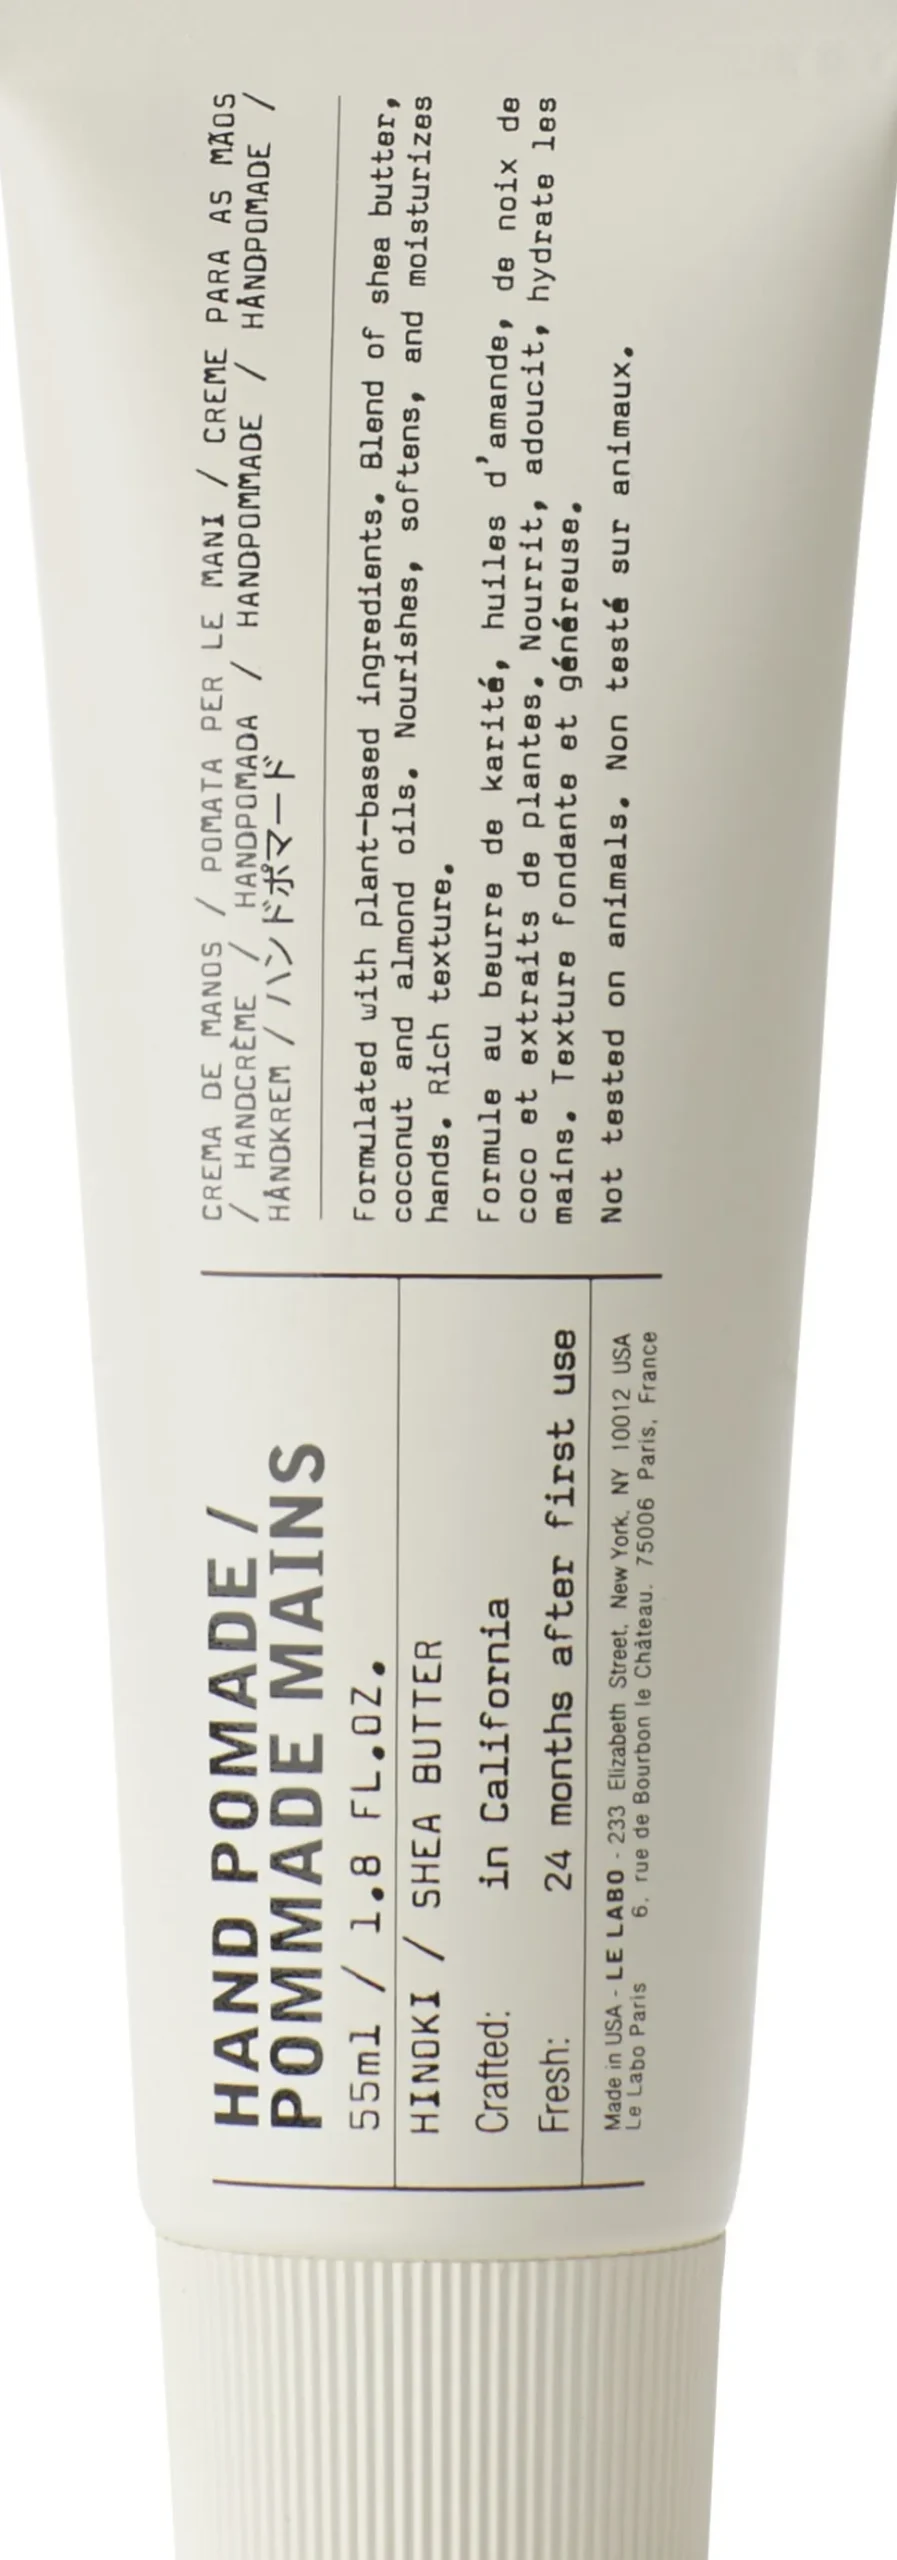 HAND POMADE /
POMMADE MAINS
55ml / 1.8 FL.OZ.
HINOKI / SHEA BUTTER
Crafted: in California
Fresh: 24 months after first use
Made in USA - LE LABO - 233 Elizabeth Street, New York, NY 10012 USA
Le Labo Paris 6, rue de Bourbon le Château. 75006 Paris, France
CREMA DE MANOS / POMATA PER LE MANI / CREME PARA AS MÃOS
/ HANDCRÈME / HANDPOMADA / HANDPOMMADE / HÅNDPOMADE /
HÅNDKREM / ハンドポマード
Formulated with plant-based ingredients. Blend of shea butter,
coconut and almond oils. Nourishes, softens, and moisturizes
hands. Rich texture.
Formule au beurre de karité, huiles d'amande, de noix de
coco et extraits de plantes. Nourrit, adoucit, hydrate les
mains. Texture fondante et généreuse.
Not tested on animals. Non testé sur animaux.